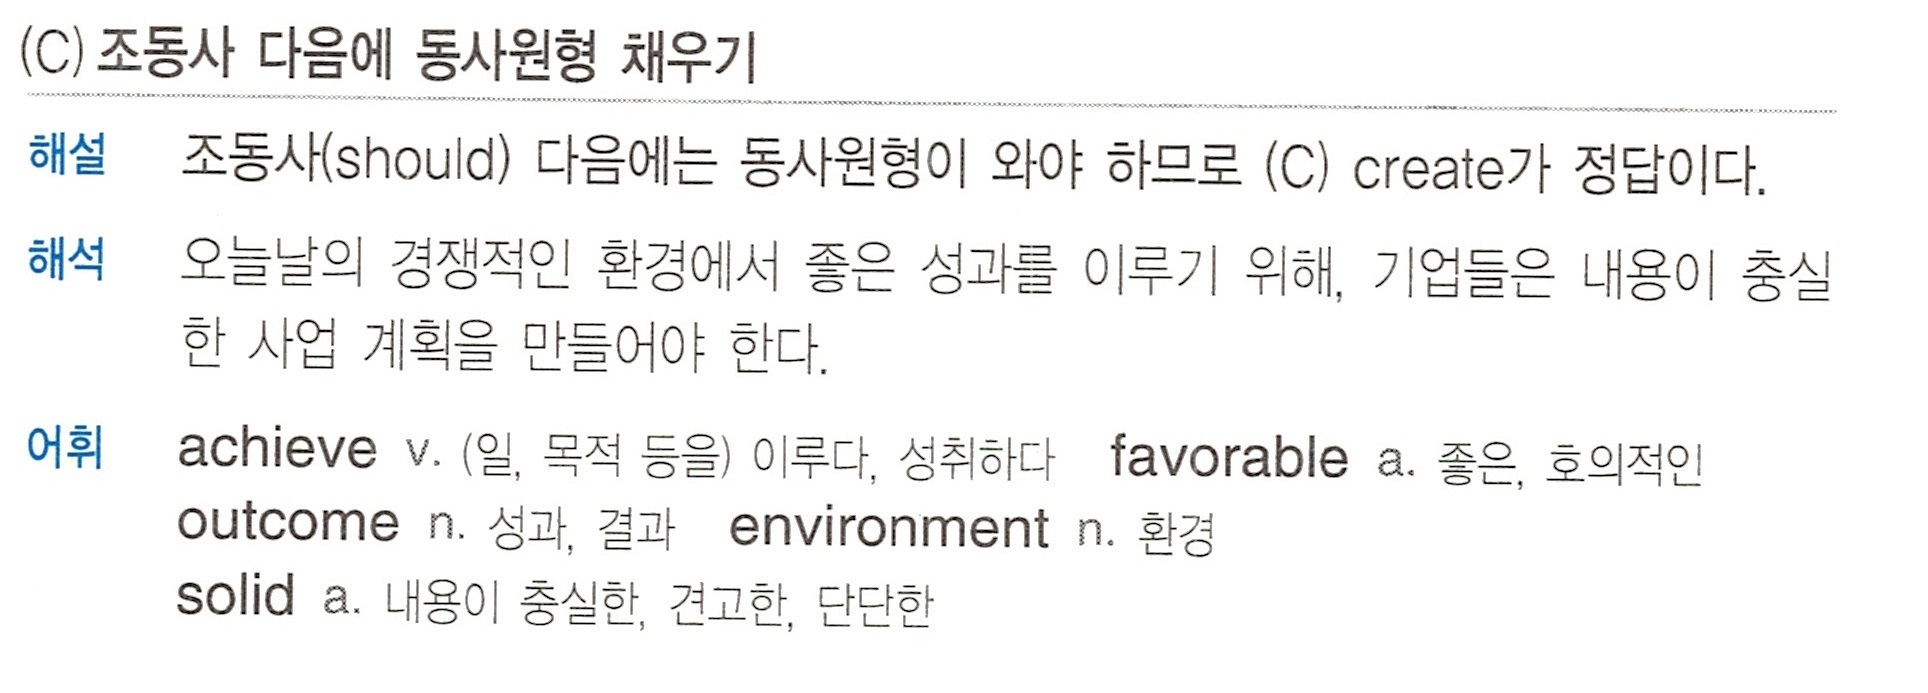 (C) 조동사 다음에 동사원형 채우기
해설 조동사(should) 다음에는 동사원형이 와야 하므로 (C) create가 정답이다.
해석 오늘날의 경쟁적인 환경에서 좋은 성과를 이루기 위해, 기업들은 내용이 충실
한 사업 계획을 만들어야 한다.
어휘 achieve v. (일, 목적 등을) 이루다, 성취하다 favorable a. 좋은, 호의적인
outcome n. 성과, 결과 environment n. 환경
solid a. 내용이 충실한, 견고한, 단단한